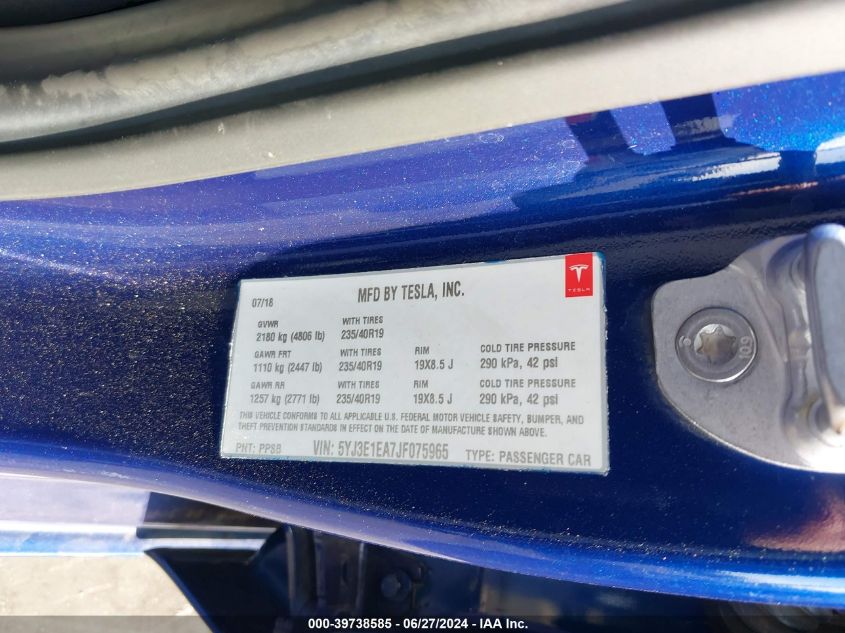 07/18 MFD BY TESLA, INC.
TESLA
GVWR WITH TIRES
2180 kg (4806 lb) 235/40R19
GAWR FRT WITH TIRES RIM COLD TIRE PRESSURE
1110 kg (2447 lb) 235/40R19 19X8.5 J 290 kPa, 42 psi
GAWR RR WITH TIRES RIM COLD TIRE PRESSURE
1257 kg (2771 lb) 235/40R19 19X8.5 J 290 kPa, 42 psi
THIS VEHICLE CONFORMS TO ALL APPLICABLE U.S. FEDERAL MOTOR VEHICLE SAFETY, BUMPER, AND
THEFT PREVENTION STANDARDS IN EFFECT ON THE DATE OF MANUFACTURE SHOWN ABOVE.
PNT: PPSB VIN: 5YJ3E1EA7JF075965 TYPE: PASSENGER CAR
000-39738585 - 06/27/2024 - IAAI.com